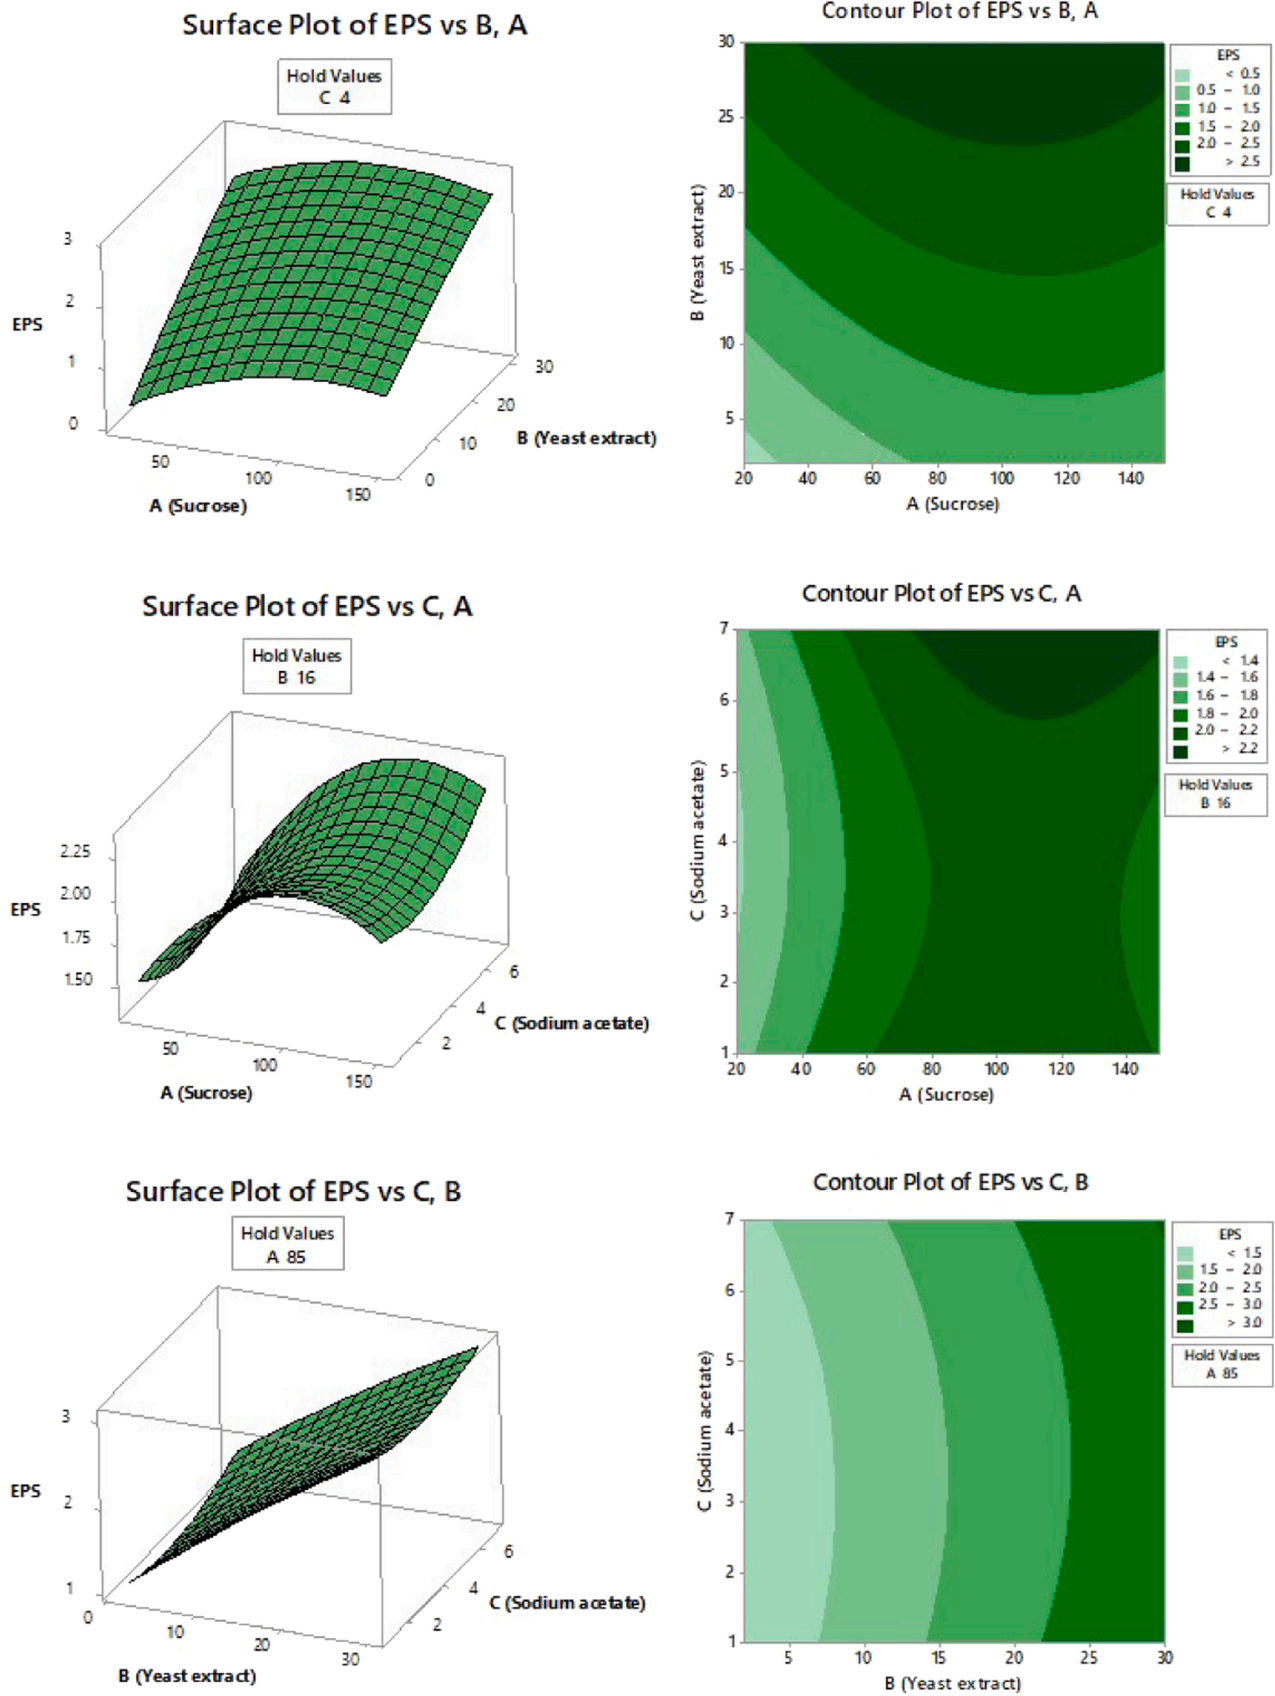 Surface Plot of EPS vs B, A
Hold Values
C 4
3
2
1
0
EPS
50
100
150
A (Sucrose)
0
10
20
30
B (Yeast extract)
Contour Plot of EPS vs B, A
30
25
20
15
10
5
B (Yeast extract)
20 40 60 80 100 120 140
A (Sucrose)
EPS
< 0.5
0.5 – 1.0
1.0 – 1.5
1.5 – 2.0
2.0 – 2.5
> 2.5
Hold Values
C 4
Surface Plot of EPS vs C, A
Hold Values
B 16
2.25
2.00
1.75
1.50
EPS
50
100
150
A (Sucrose)
2
4
6
C (Sodium acetate)
Contour Plot of EPS vs C, A
7
6
5
4
3
2
1
C (Sodium acetate)
20 40 60 80 100 120 140
A (Sucrose)
EPS
< 1.4
1.4 – 1.6
1.6 – 1.8
1.8 – 2.0
2.0 – 2.2
> 2.2
Hold Values
B 16
Surface Plot of EPS vs C, B
Hold Values
A 85
3
2
1
EPS
0
10
20
30
B (Yeast extract)
2
4
6
C (Sodium acetate)
Contour Plot of EPS vs C, B
7
6
5
4
3
2
1
C (Sodium acetate)
5 10 15 20 25 30
B (Yeast extract)
EPS
< 1.5
1.5 – 2.0
2.0 – 2.5
2.5 – 3.0
> 3.0
Hold Values
A 85